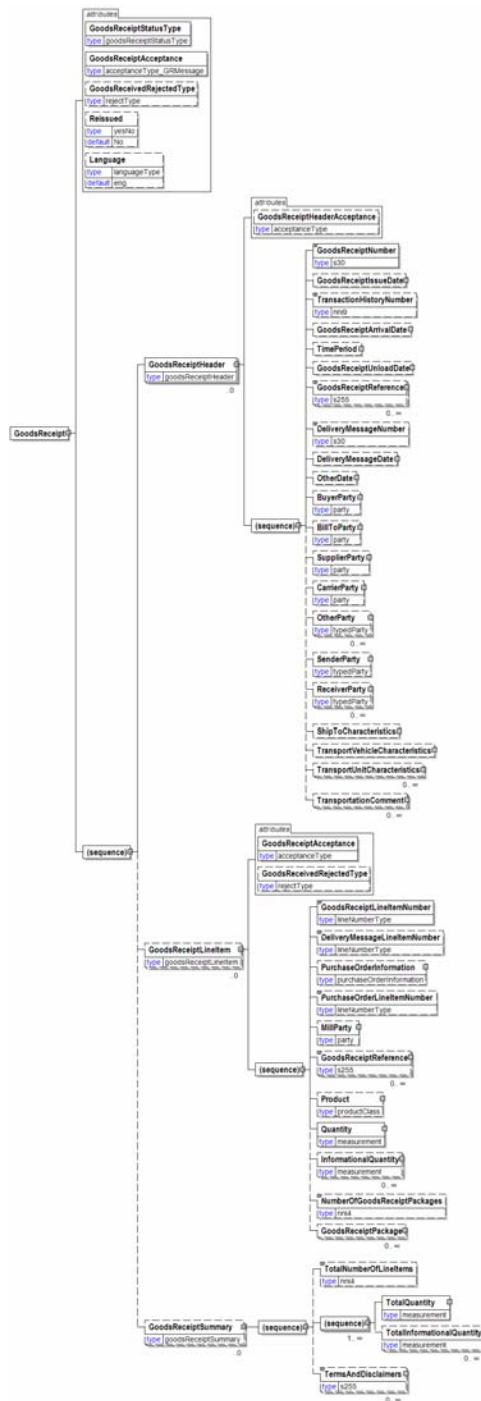 attributes
GoodsReceiptStatusType
type goodsReceiptStatusType
GoodsReceiptAcceptance
type acceptanceType_GRMessage
GoodsReceivedRejectedType
type rejectType
Reissued
type yesNo
default No
Language
type languageType
default eng
GoodsReceipt
(sequence)
GoodsReceiptHeader
type goodsReceiptHeader
..0
attributes
GoodsReceiptHeaderAcceptance
type acceptanceType
(sequence)
GoodsReceiptNumber
type s30
GoodsReceiptIssueDate
TransactionHistoryNumber
type nni9
GoodsReceiptArrivalDate
TimePeriod
GoodsReceiptUnloadDate
GoodsReceiptReference
type s255
0..∞
DeliveryMessageNumber
type s30
DeliveryMessageDate
OtherDate
BuyerParty
type party
BillToParty
type party
SupplierParty
type party
CarrierParty
type party
OtherParty
type typedParty
0..∞
SenderParty
type typedParty
ReceiverParty
type typedParty
0..∞
ShipToCharacteristics
TransportVehicleCharacteristics
TransportUnitCharacteristics
0..∞
TransportationComment
0..∞
GoodsReceiptLineItem
type goodsReceiptLineItem
..0
attributes
GoodsReceiptAcceptance
type acceptanceType
GoodsReceivedRejectedType
type rejectType
(sequence)
GoodsReceiptLineItemNumber
type lineNumberType
DeliveryMessageLineItemNumber
type lineNumberType
PurchaseOrderInformation
type purchaseOrderInformation
PurchaseOrderLineItemNumber
type lineNumberType
MillParty
type party
GoodsReceiptReference
type s255
0..∞
Product
type productClass
Quantity
type measurement
InformationalQuantity
type measurement
0..∞
NumberOfGoodsReceiptPackages
type nni4
GoodsReceiptPackage
0..∞
GoodsReceiptSummary
type goodsReceiptSummary
..0
(sequence)
TotalNumberOfLineItems
type nni4
(sequence)
1..∞
TotalQuantity
type measurement
TotalInformationalQuantity
type measurement
0..∞
TermsAndDisclaimers
type s255
0..∞